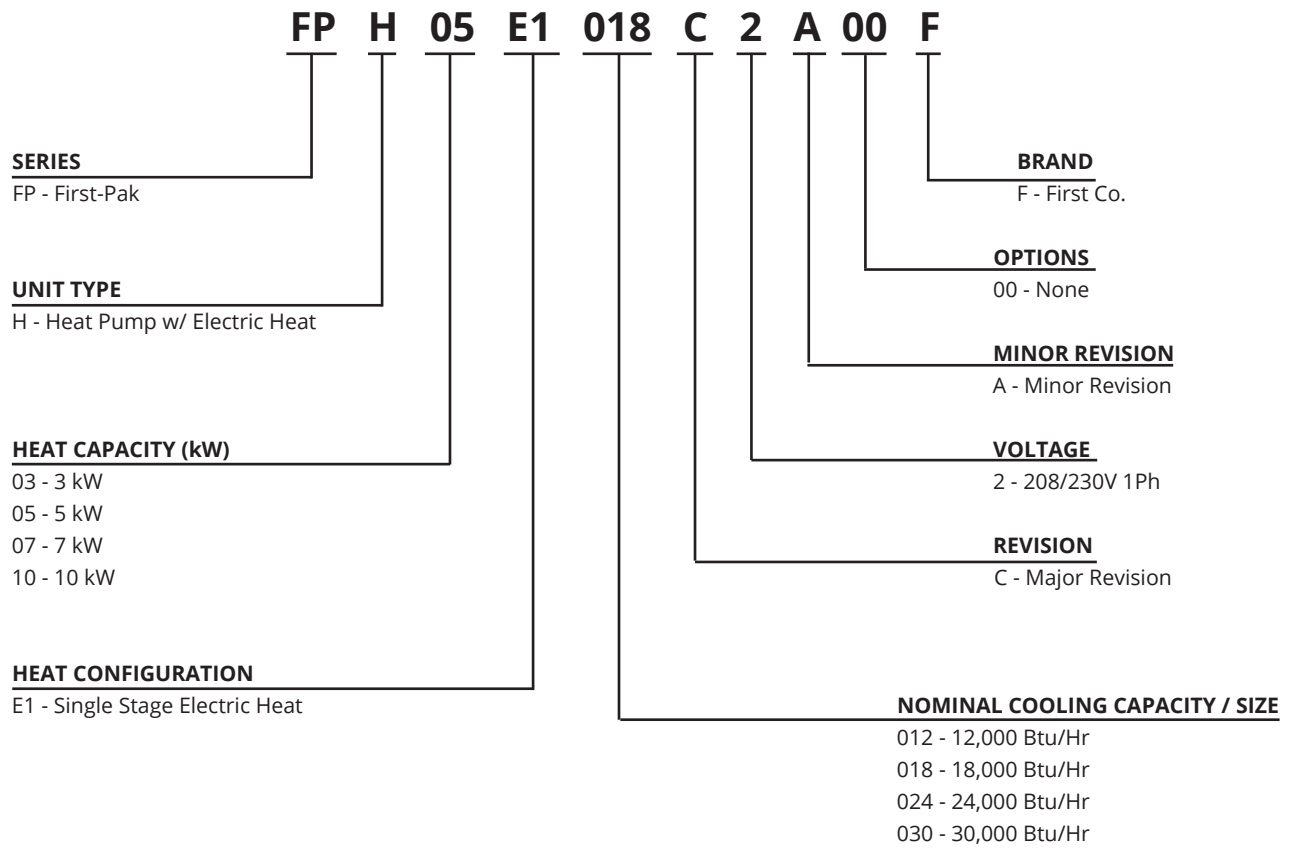 FP H 05 E1 018 C 2 A 00 F
SERIES
FP - First-Pak
UNIT TYPE
H - Heat Pump w/ Electric Heat
HEAT CAPACITY (kW)
03 - 3 kW
05 - 5 kW
07 - 7 kW
10 - 10 kW
HEAT CONFIGURATION
E1 - Single Stage Electric Heat
BRAND
F - First Co.
OPTIONS
00 - None
MINOR REVISION
A - Minor Revision
VOLTAGE
2 - 208/230V 1Ph
REVISION
C - Major Revision
NOMINAL COOLING CAPACITY / SIZE
012 - 12,000 Btu/Hr
018 - 18,000 Btu/Hr
024 - 24,000 Btu/Hr
030 - 30,000 Btu/Hr